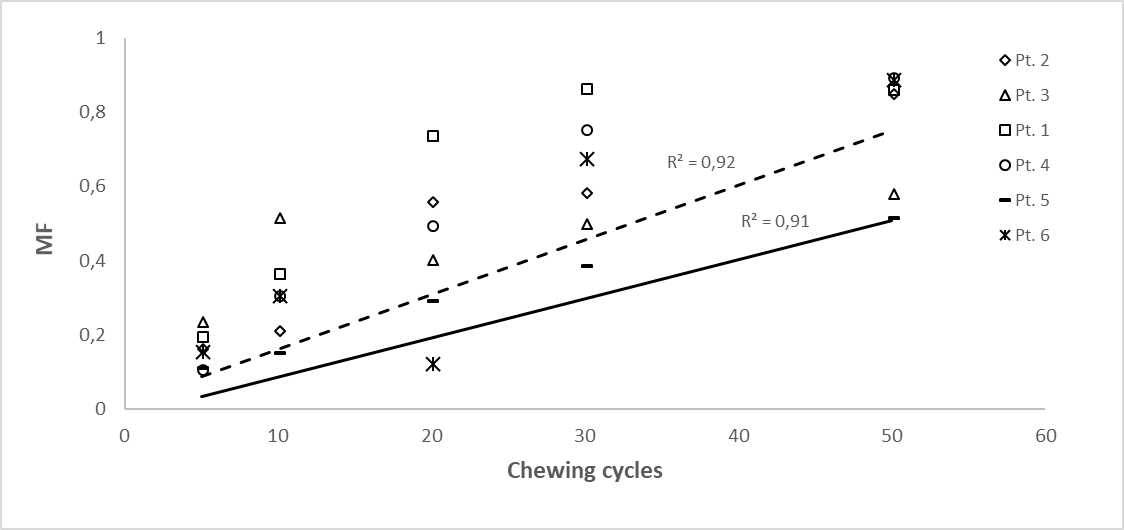 1
0,8
0,6
0,4
0,2
0
MF
0 10 20 30 40 50 60
Chewing cycles
R² = 0,92
R² = 0,91
Pt. 2
Pt. 3
Pt. 1
Pt. 4
Pt. 5
Pt. 6